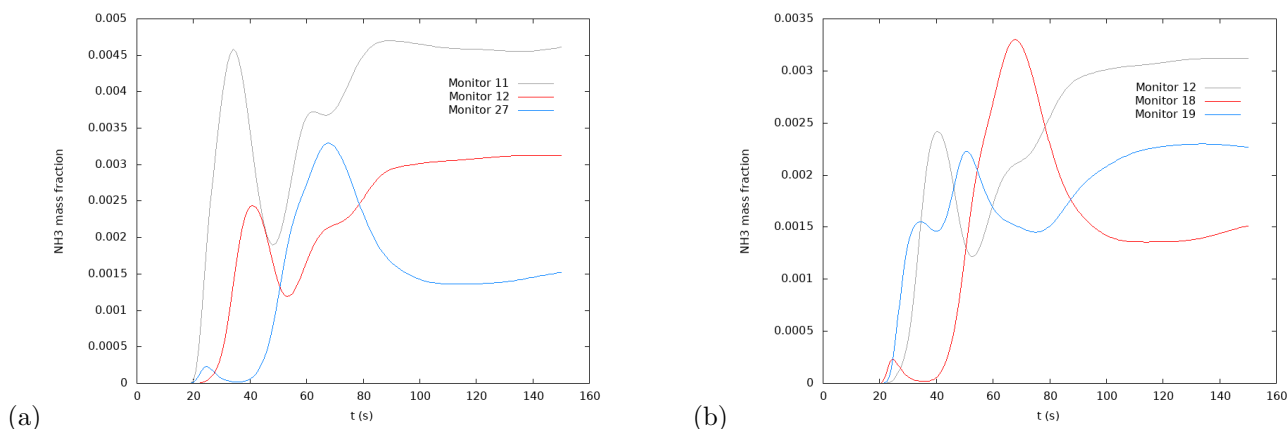 0.005
0.0045
0.004
0.0035
0.003
0.0025
0.002
0.0015
0.001
0.0005
0
NH3 mass fraction
Monitor 11
Monitor 12
Monitor 27
0 20 40 60 80 100 120 140 160
t (s)
(a)
0.0035
0.003
0.0025
0.002
0.0015
0.001
0.0005
0
NH3 mass fraction
Monitor 12
Monitor 18
Monitor 19
0 20 40 60 80 100 120 140 160
t (s)
(b)